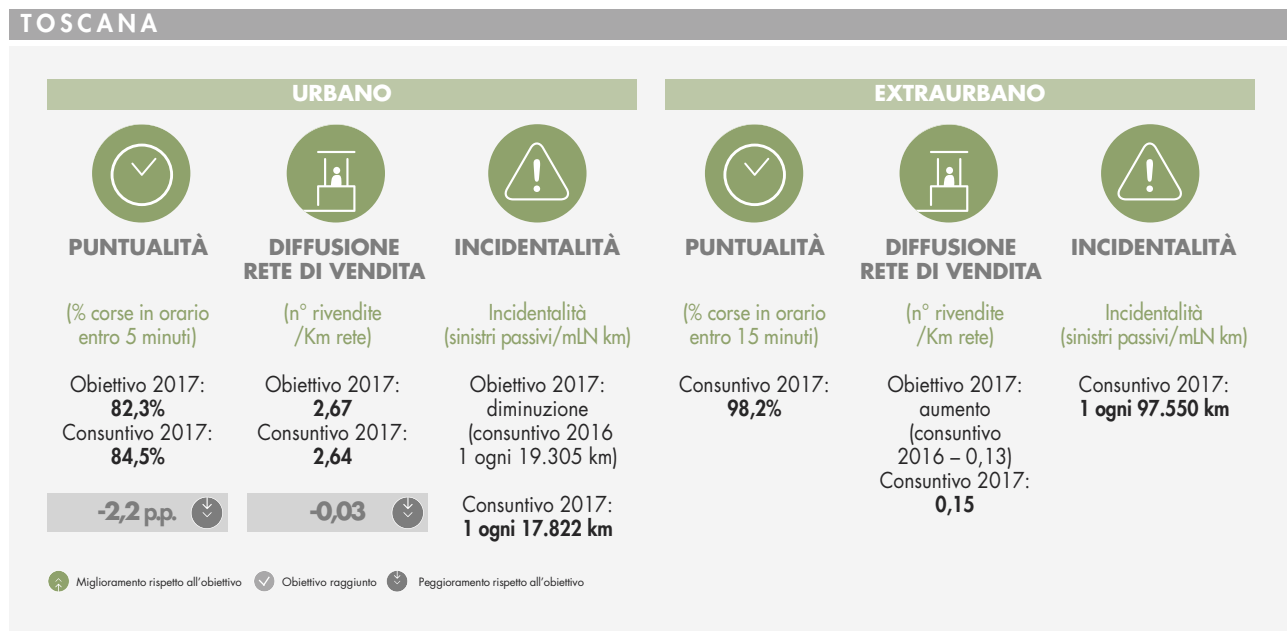 TOSCANA
URBANO
PUNTUALITÀ
(% corse in orario
entro 5 minuti)
Obiettivo 2017:
82,3%
Consuntivo 2017:
84,5%
-2,2 p.p.
DIFFUSIONE
RETE DI VENDITA
(n° rivendite
/Km rete)
Obiettivo 2017:
2,67
Consuntivo 2017:
2,64
-0,03
INCIDENTALITÀ
Incidentalità
(sinistri passivi/mLN km)
Obiettivo 2017:
diminuzione
(consuntivo 2016
1 ogni 19.305 km)
Consuntivo 2017:
1 ogni 17.822 km
EXTRAURBANO
PUNTUALITÀ
(% corse in orario
entro 15 minuti)
Consuntivo 2017:
98,2%
DIFFUSIONE
RETE DI VENDITA
(n° rivendite
/Km rete)
Obiettivo 2017:
aumento
(consuntivo
2016 – 0,13)
Consuntivo 2017:
0,15
INCIDENTALITÀ
Incidentalità
(sinistri passivi/mLN km)
Consuntivo 2017:
1 ogni 97.550 km
Miglioramento rispetto all'obiettivo
Obiettivo raggiunto
Peggioramento rispetto all'obiettivo